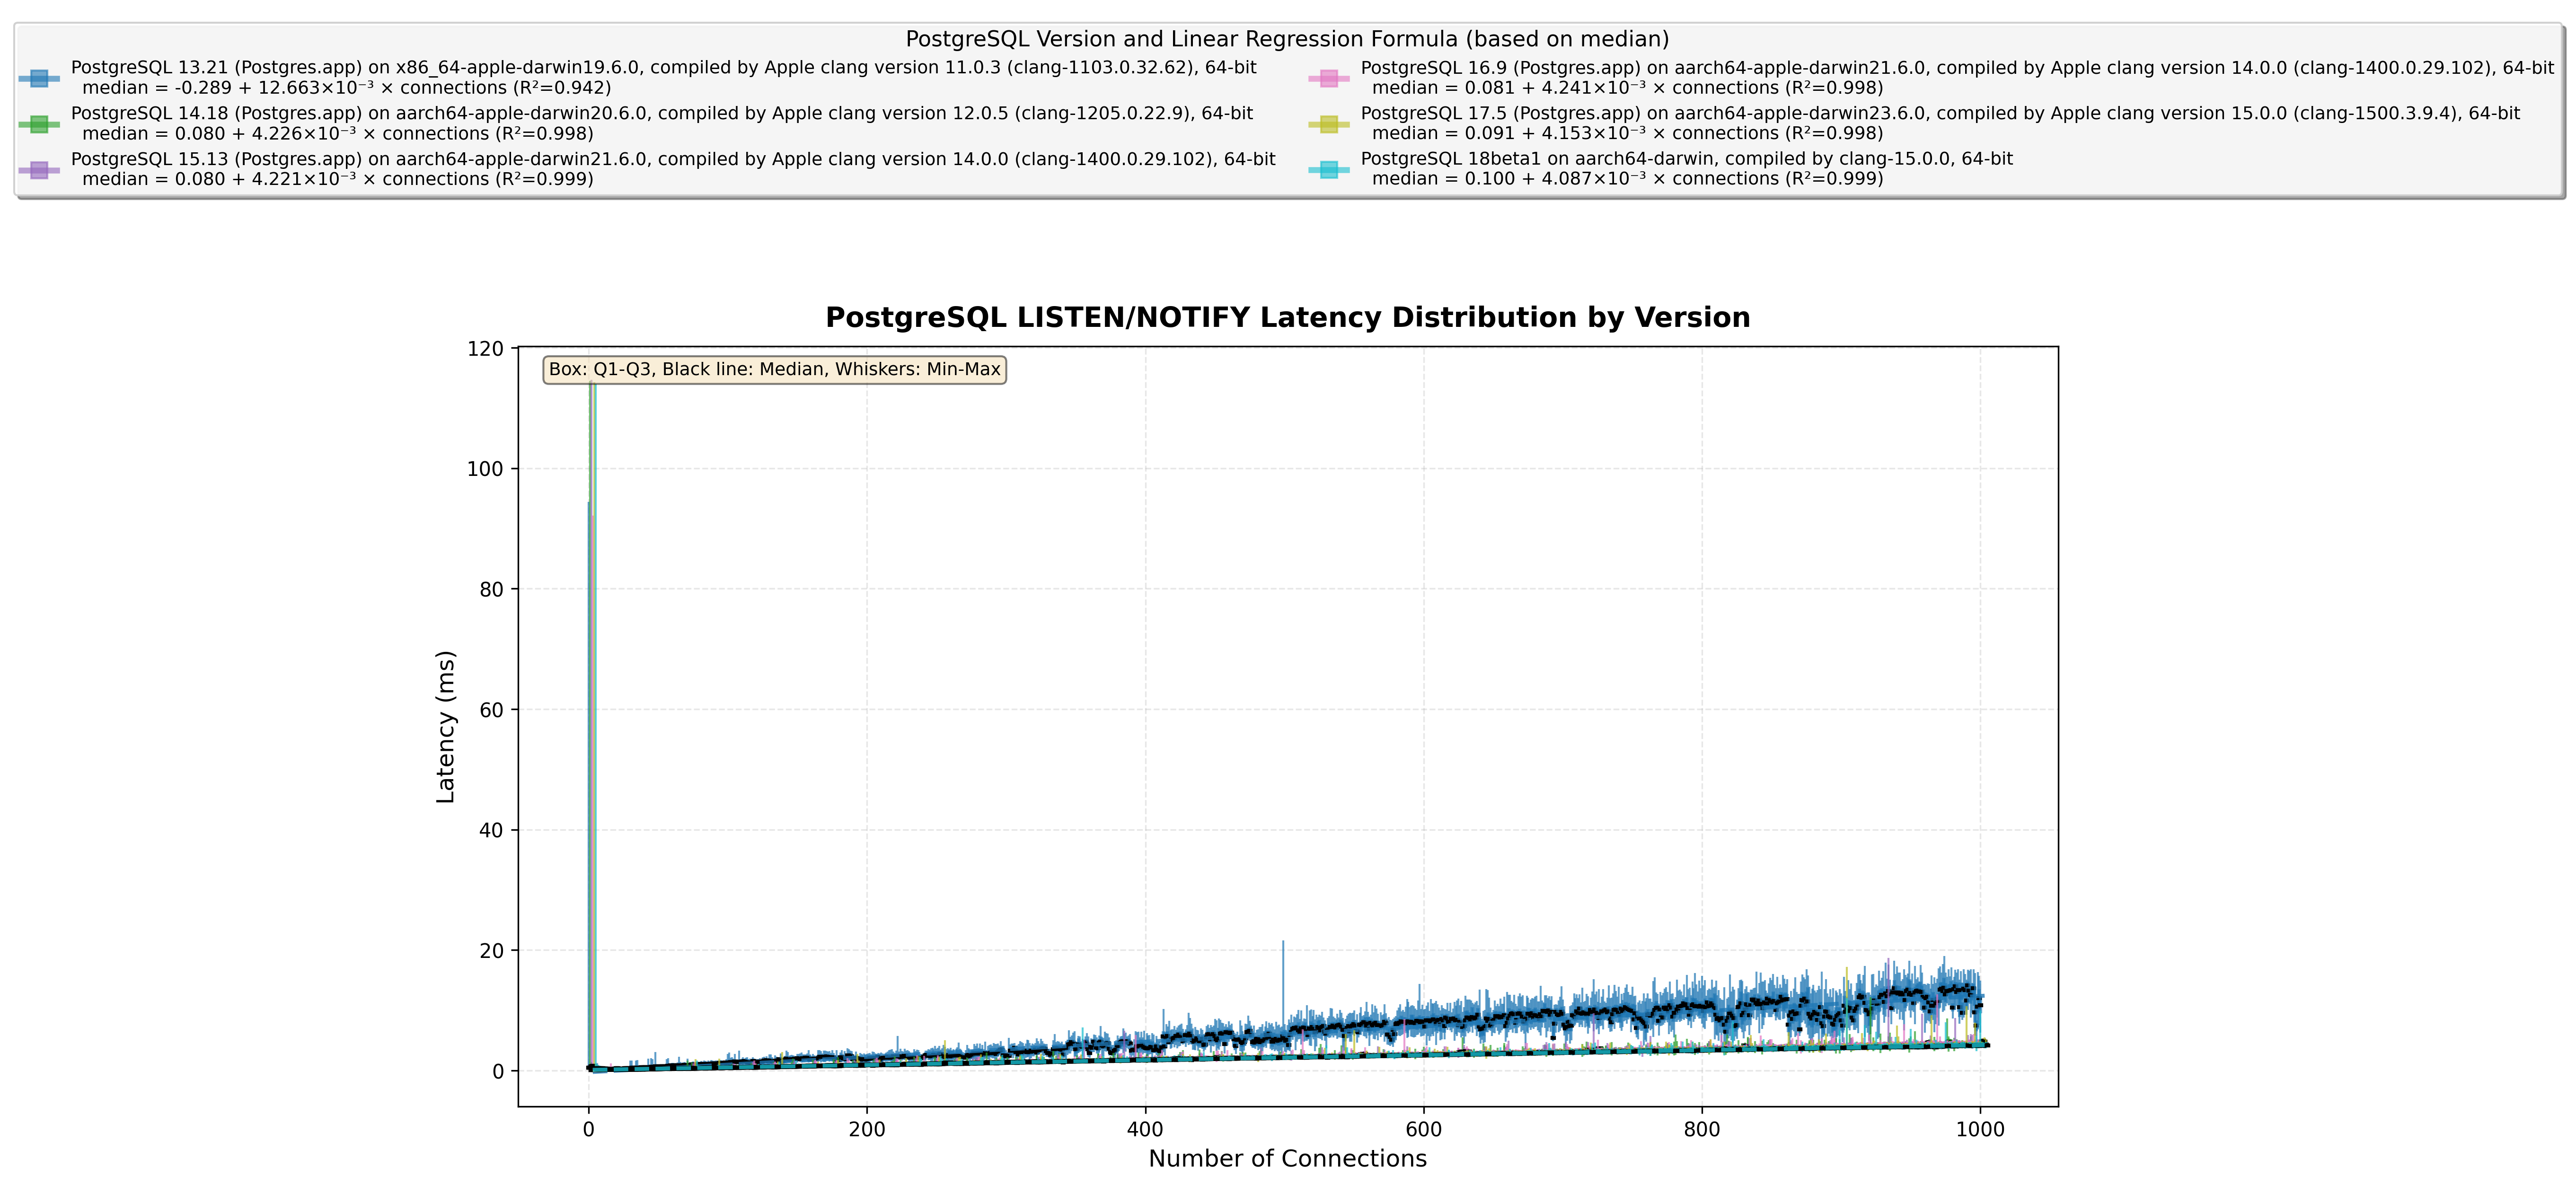 PostgreSQL Version and Linear Regression Formula (based on median)
PostgreSQL 13.21 (Postgres.app) on x86_64-apple-darwin19.6.0, compiled by Apple clang version 11.0.3 (clang-1103.0.32.62), 64-bit
median = -0.289 + 12.663×10⁻³ × connections (R²=0.942)
PostgreSQL 14.18 (Postgres.app) on aarch64-apple-darwin20.6.0, compiled by Apple clang version 12.0.5 (clang-1205.0.22.9), 64-bit
median = 0.080 + 4.226×10⁻³ × connections (R²=0.998)
PostgreSQL 15.13 (Postgres.app) on aarch64-apple-darwin21.6.0, compiled by Apple clang version 14.0.0 (clang-1400.0.29.102), 64-bit
median = 0.080 + 4.221×10⁻³ × connections (R²=0.999)
PostgreSQL 16.9 (Postgres.app) on aarch64-apple-darwin21.6.0, compiled by Apple clang version 14.0.0 (clang-1400.0.29.102), 64-bit
median = 0.081 + 4.241×10⁻³ × connections (R²=0.998)
PostgreSQL 17.5 (Postgres.app) on aarch64-apple-darwin23.6.0, compiled by Apple clang version 15.0.0 (clang-1500.3.9.4), 64-bit
median = 0.091 + 4.153×10⁻³ × connections (R²=0.998)
PostgreSQL 18beta1 on aarch64-darwin, compiled by clang-15.0.0, 64-bit
median = 0.100 + 4.087×10⁻³ × connections (R²=0.999)
PostgreSQL LISTEN/NOTIFY Latency Distribution by Version
Box: Q1-Q3, Black line: Median, Whiskers: Min-Max
Latency (ms)
120
100
80
60
40
20
0
0 200 400 600 800 1000
Number of Connections